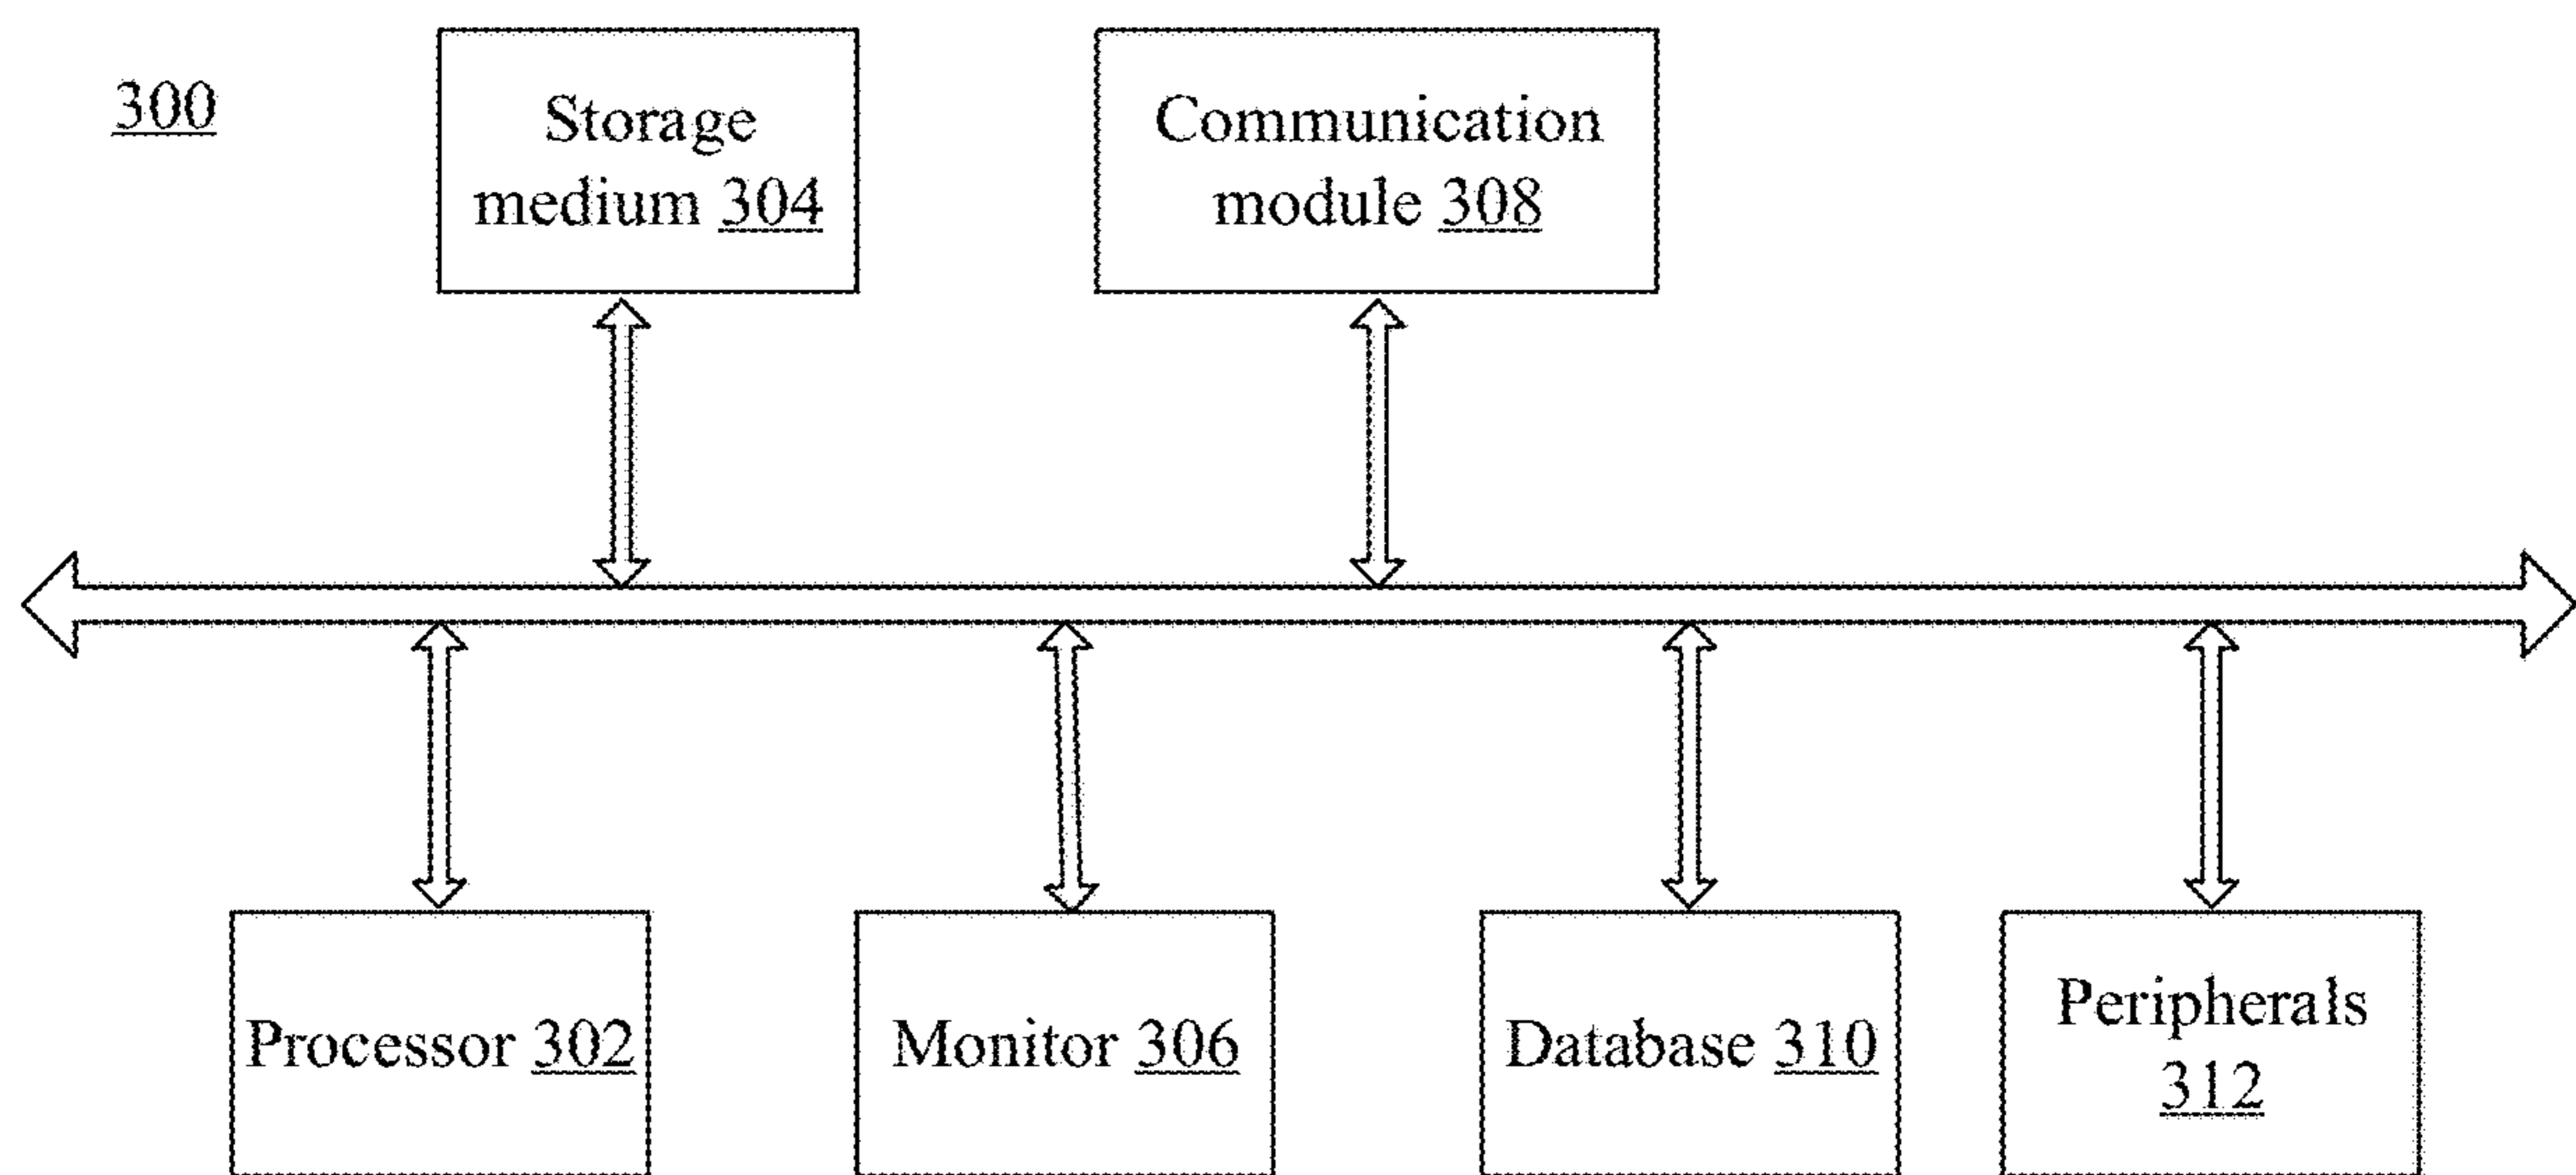 300
Storage
medium 304
Communication
module 308
Processor 302
Monitor 306
Database 310
Peripherals
312